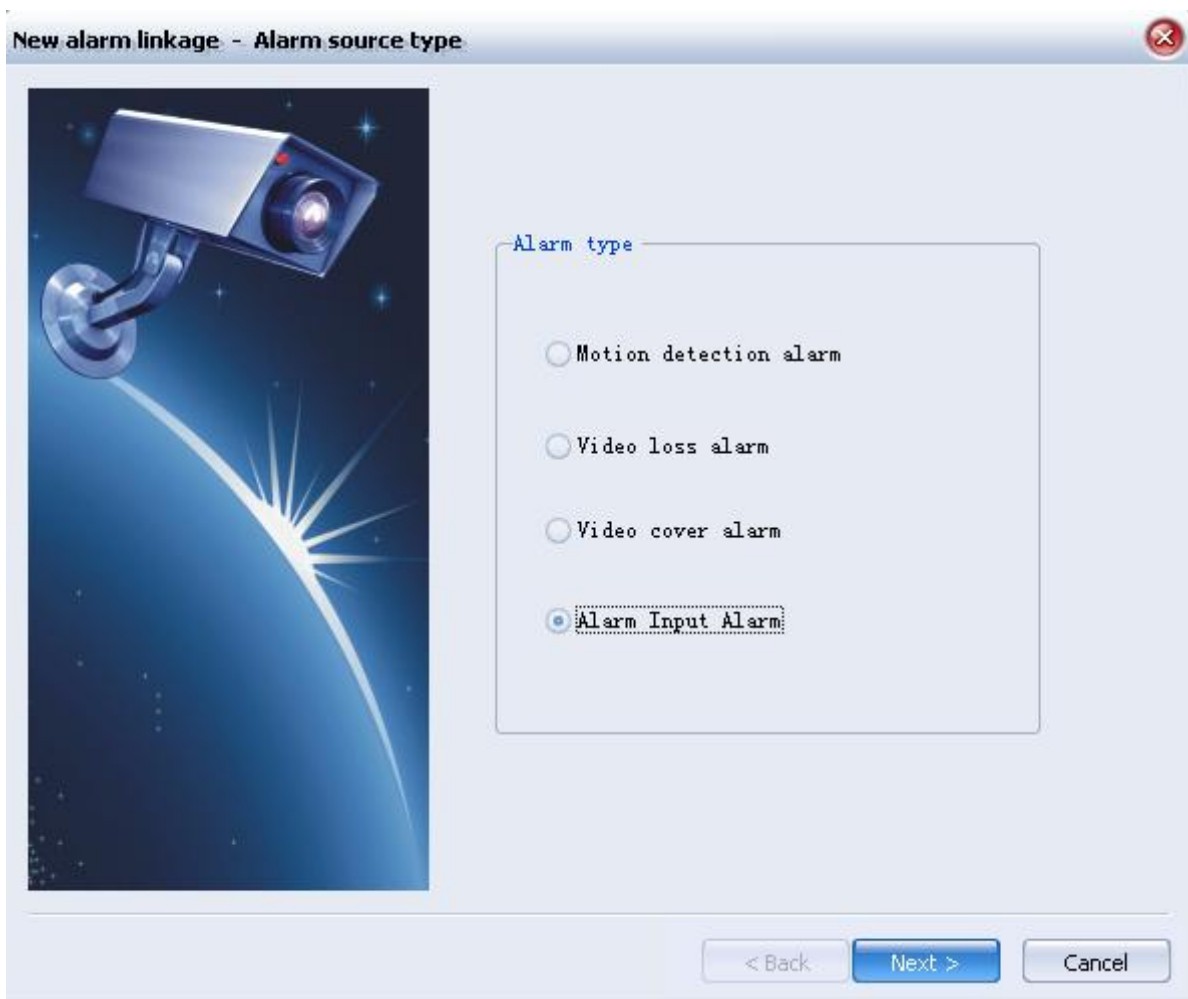 New alarm linkage - Alarm source type
Alarm type
Motion detection alarm
Video loss alarm
Video cover alarm
Alarm Input Alarm
< Back
Next >
Cancel